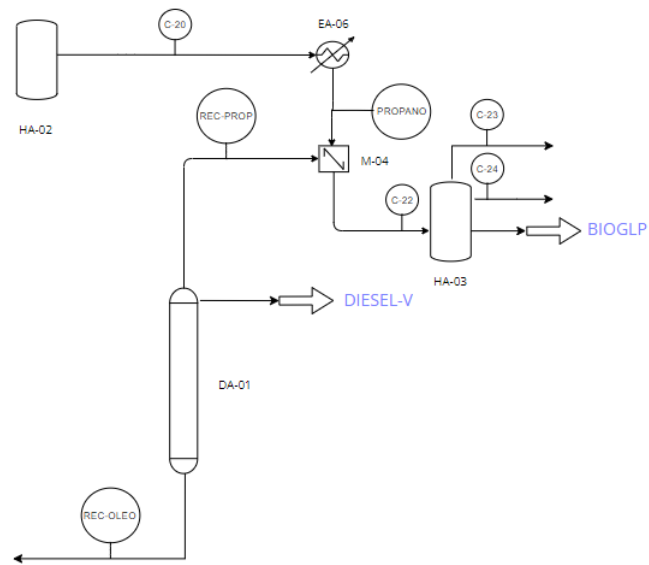 C-20
EA-06
HA-02
REC-PROP
PROPANO
M-04
C-23
C-24
C-22
BIOGLP
HA-03
DIESEL-V
DA-01
REC-OLEO